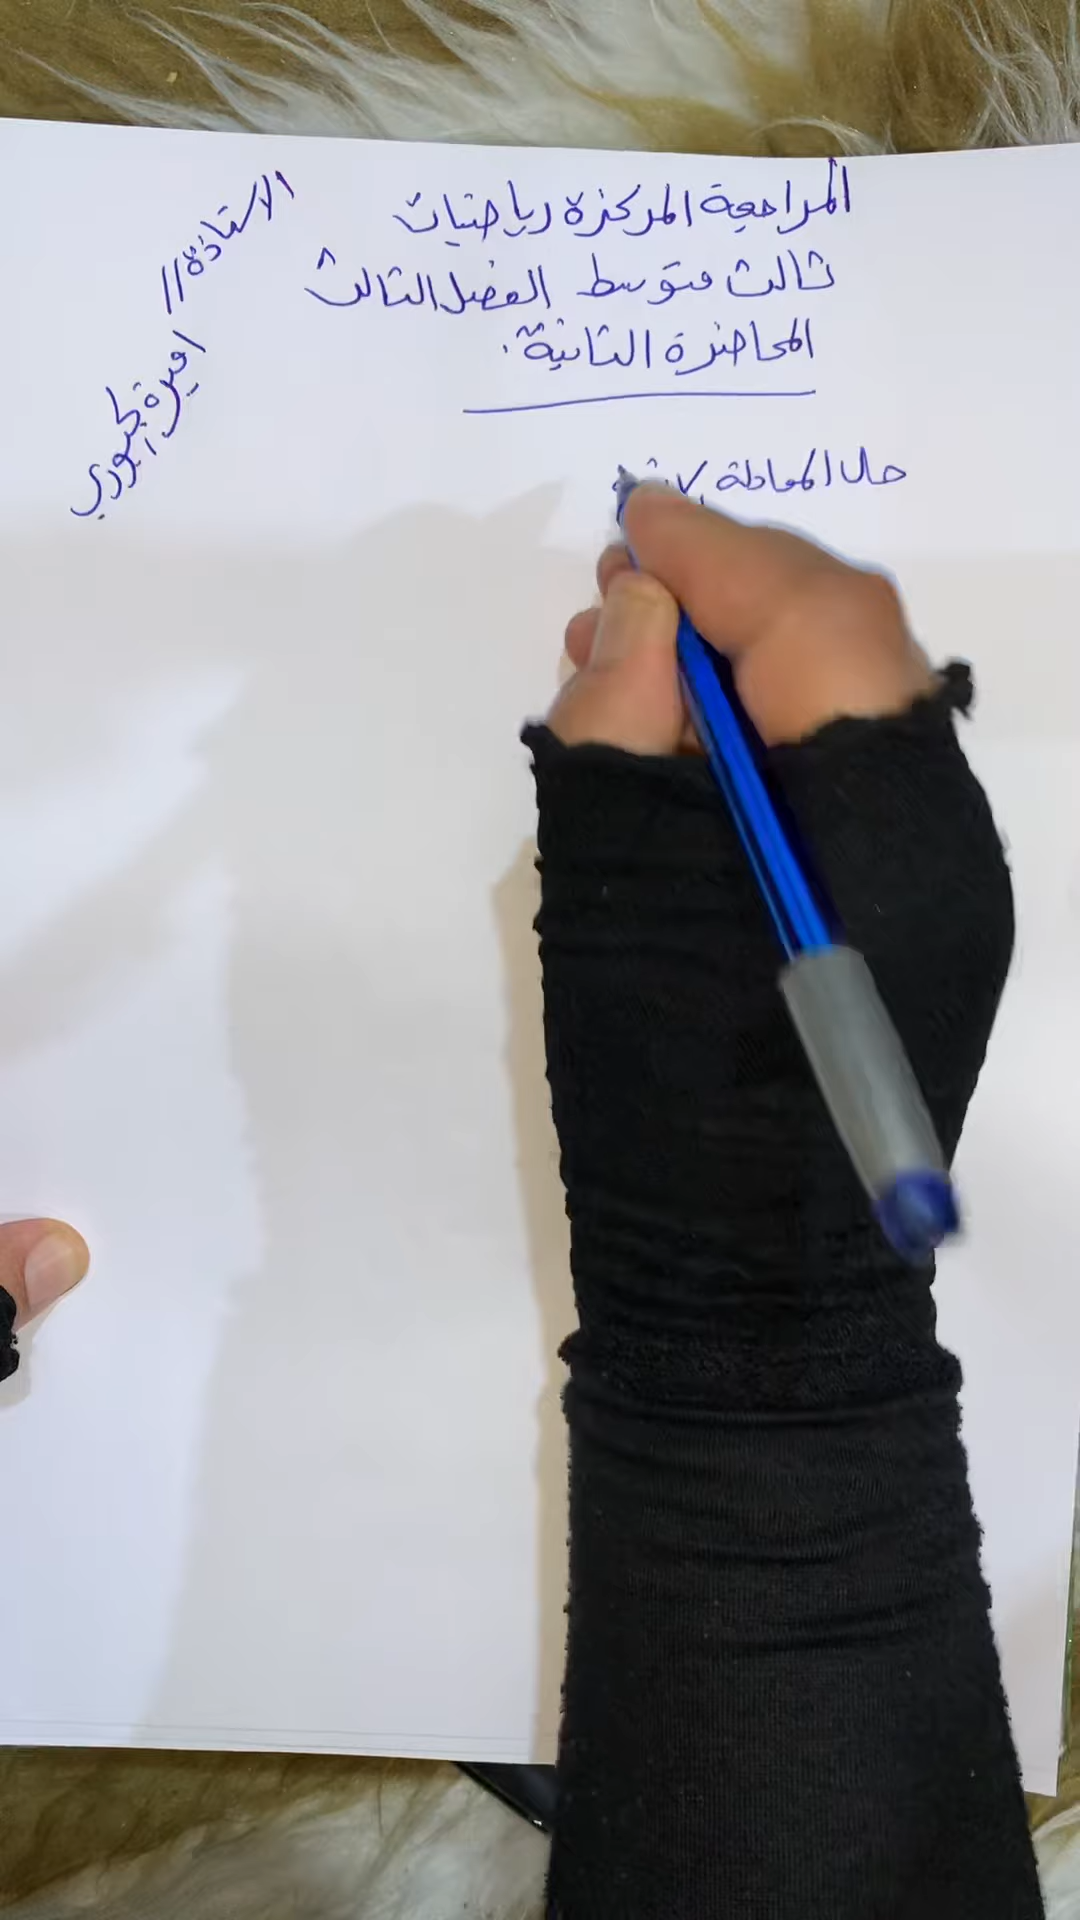 المراجعة المركزة رياضيات
ثالث متوسط الفصل الثالث
المحاضرة الثانية.
الاستاذة //
اميرة الجبوري
حل المعادلة